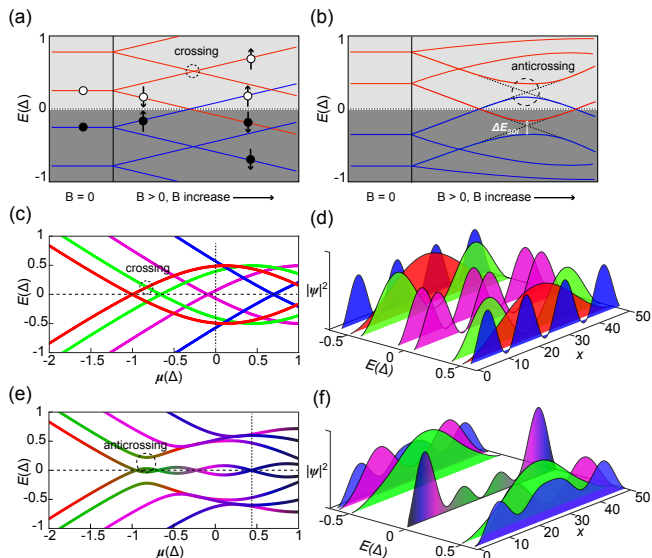 (a)
1
crossing
E(Δ)
0
-1
B = 0
B > 0, B increase
(b)
1
anticrossing
E(Δ)
0
ΔE_soi
-1
B = 0
B > 0, B increase
(c)
1
0.5
crossing
E(Δ)
0
-0.5
-1
-2 -1.5 -1 -0.5 0 0.5 1
μ(Δ)
(d)
|ψ|²
-0.5
0
0.5
E(Δ)
0
10
20
30
40
50
x
(e)
1
anticrossing
0.5
E(Δ)
0
-0.5
-1
-2 -1.5 -1 -0.5 0 0.5 1
μ(Δ)
(f)
|ψ|²
-0.5
0
0.5
E(Δ)
0
10
20
30
40
50
x